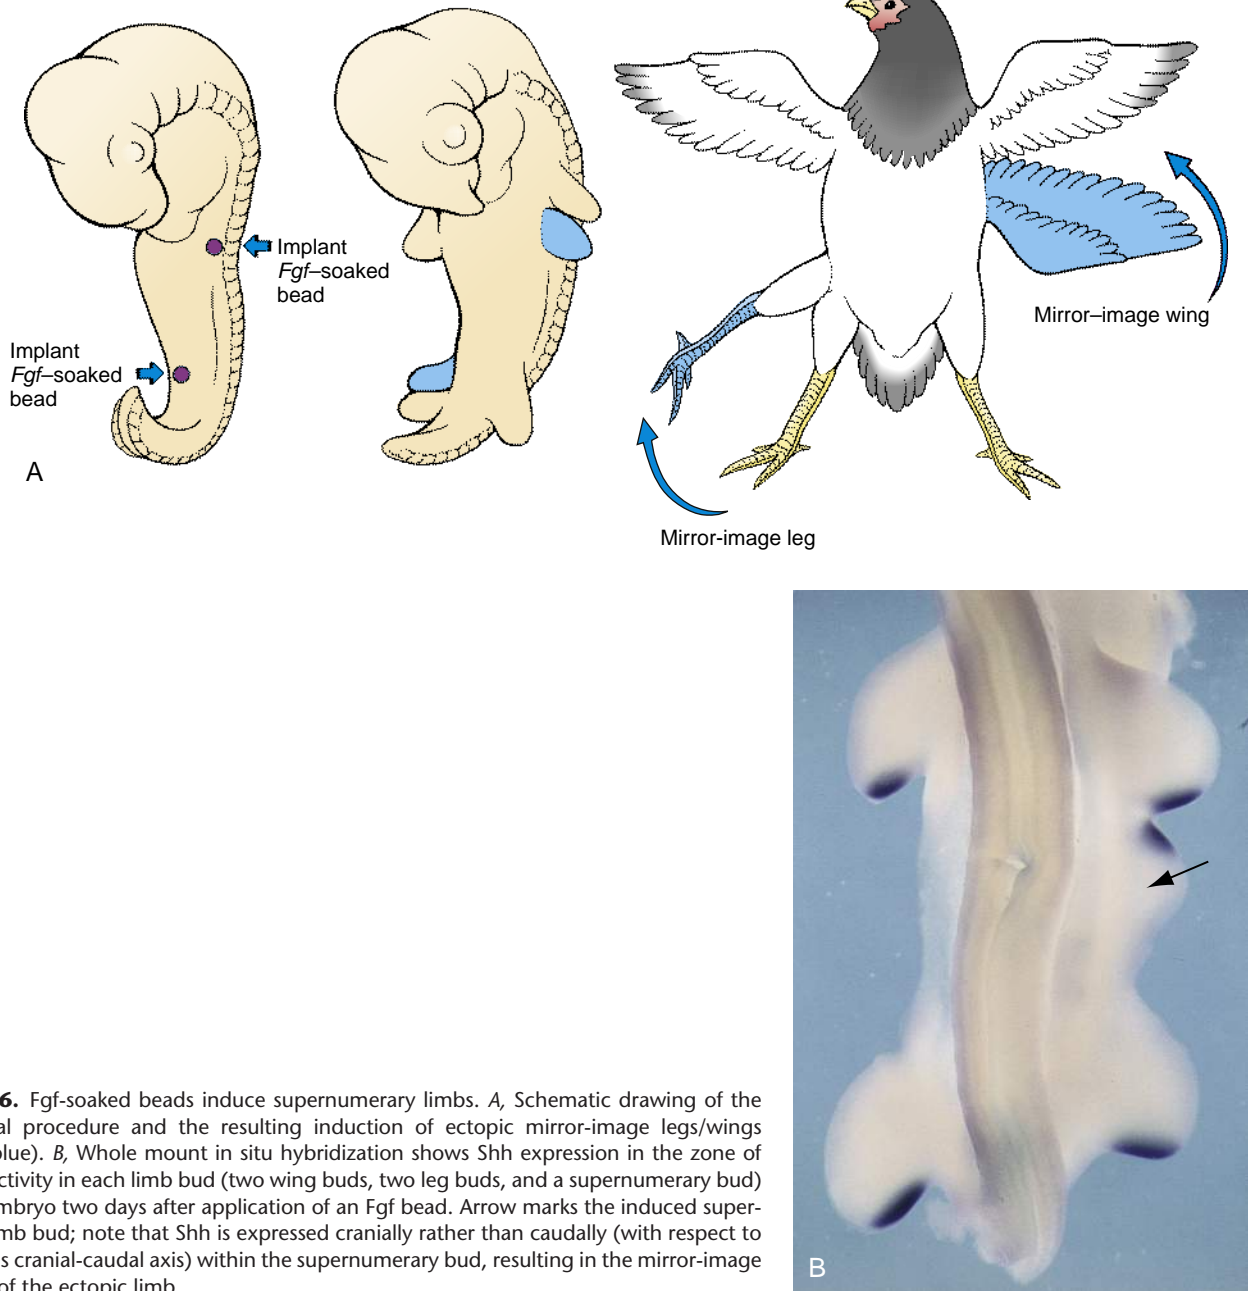 Implant
Fgf–soaked
bead
Implant
Fgf–soaked
bead
A
Mirror–image wing
Mirror-image leg
B
6. Fgf-soaked beads induce supernumerary limbs. A, Schematic drawing of the
procedure and the resulting induction of ectopic mirror-image legs/wings
B, Whole mount in situ hybridization shows Shh expression in the zone of
in each limb bud (two wing buds, two leg buds, and a supernumerary bud)
two days after application of an Fgf bead. Arrow marks the induced super-
bud; note that Shh is expressed cranially rather than caudally (with respect to
cranial-caudal axis) within the supernumerary bud, resulting in the mirror-image
of the ectopic limb.